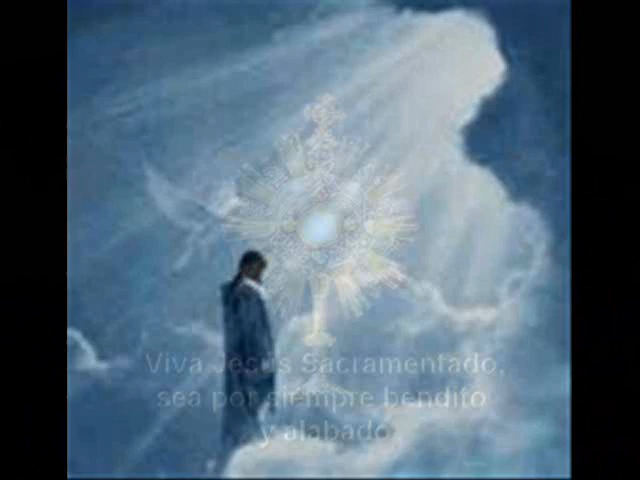 Viva Jesús Sacramentado,
sea por siempre bendito
y alabado